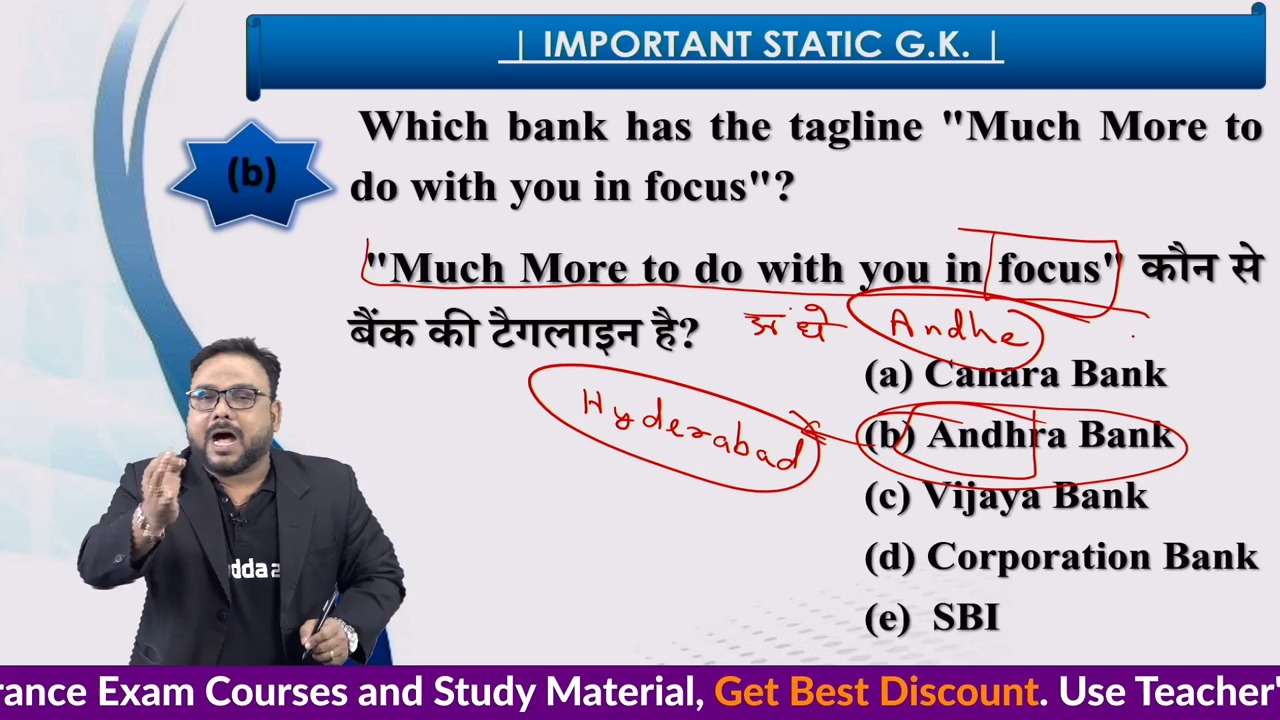 | IMPORTANT STATIC G.K. |
(b)
Which bank has the tagline "Much More to
do with you in focus"?
"Much More to do with you in focus" कौन से
बैंक की टैगलाइन है?
अंधे
Andhe
Hyderabad
(a) Canara Bank
(b) Andhra Bank
(c) Vijaya Bank
(d) Corporation Bank
(e) SBI
dda 2
rance Exam Courses and Study Material, Get Best Discount. Use Teacher'